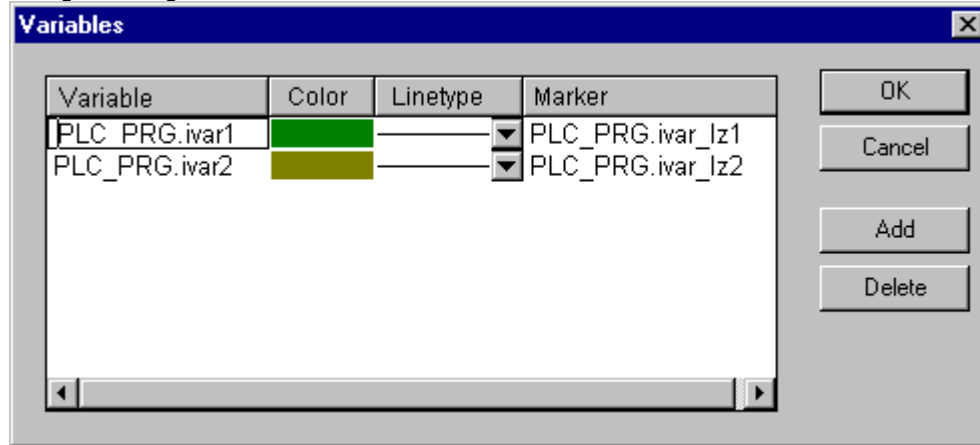 Variables
Variable Color Linetype Marker
PLC_PRG.ivar1 PLC_PRG.ivar_lz1
PLC_PRG.ivar2 PLC_PRG.ivar_lz2
OK
Cancel
Add
Delete